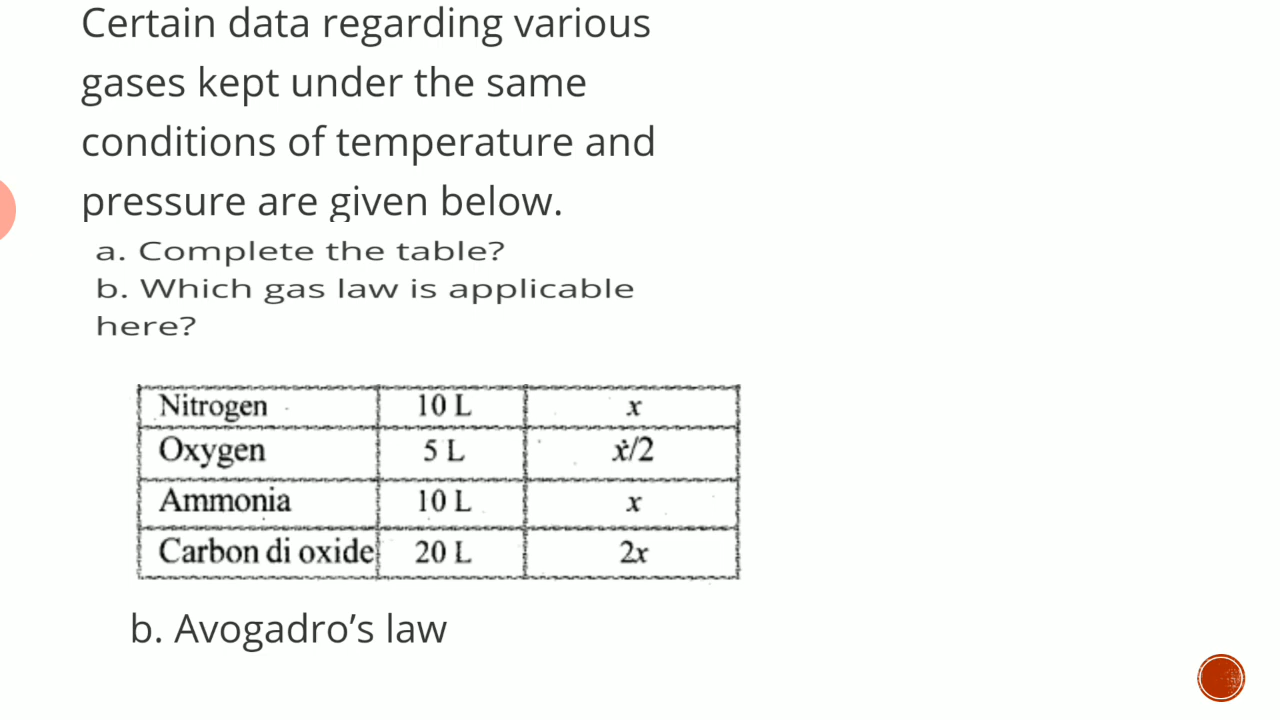 Certain data regarding various
gases kept under the same
conditions of temperature and
pressure are given below.
a. Complete the table?
b. Which gas law is applicable
here?
Nitrogen 10 L x
Oxygen 5 L x/2
Ammonia 10 L x
Carbon di oxide 20 L 2x
b. Avogadro’s law